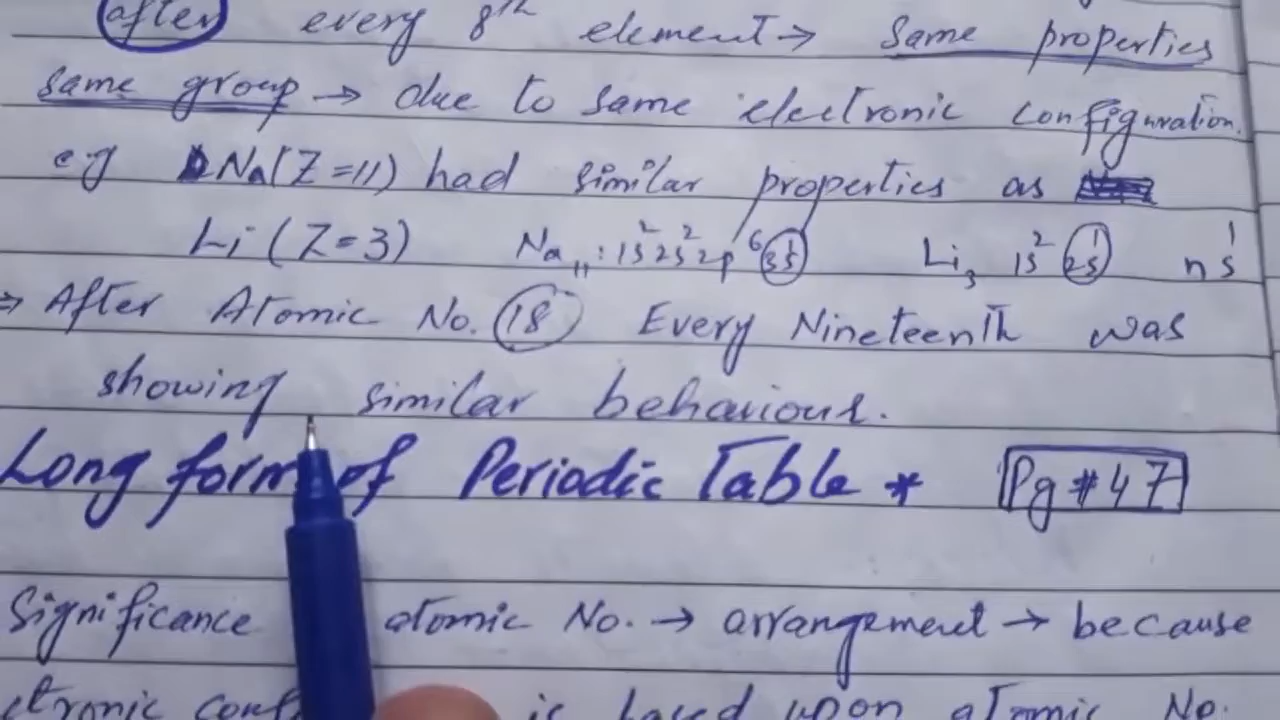 after every 8th element → Same properties
same group → due to same electronic configuration.
e.g Na(Z=11) had similar properties as
Li (Z=3) Na₁₁: 1s² 2s² 2p⁶ 3s¹ Li₃ 1s² 2s¹ ns¹
⇒ After Atomic No. 18 Every Nineteenth was
showing similar behaviour.
Long form of Periodic Table * Pg # 47
Significance atomic No. → arrangement → because
is based upon atomic No.